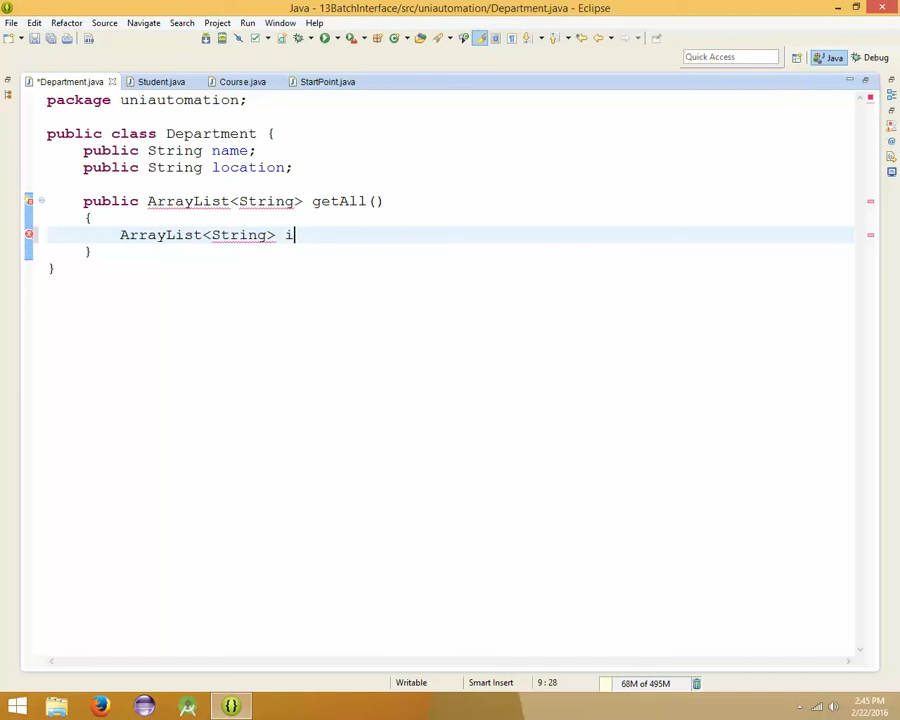 Java - 13BatchInterface/src/uniautomation/Department.java - Eclipse
File Edit Refactor Source Navigate Search Project Run Window Help
Quick Access
Java
Debug
*Department.java
Student.java
Course.java
StartPoint.java
package uniautomation;
public class Department {
public String name;
public String location;
public ArrayList<String> getAll()
{
ArrayList<String> i
}
}
Writable
Smart Insert
9 : 28
68M of 495M
2:45 PM
2/22/2016